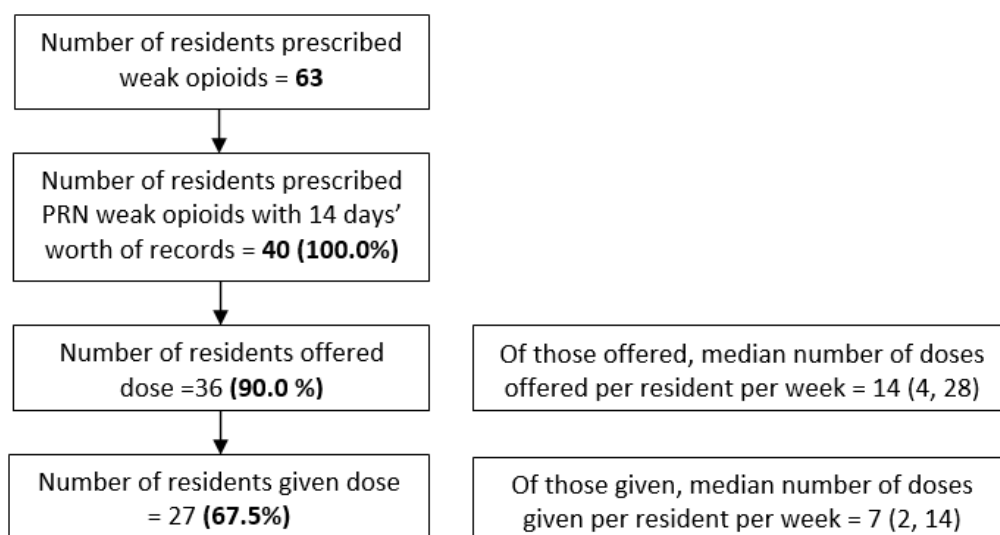 Number of residents prescribed
weak opioids = 63
Number of residents prescribed
PRN weak opioids with 14 days’
worth of records = 40 (100.0%)
Number of residents offered
dose =36 (90.0 %)
Of those offered, median number of doses
offered per resident per week = 14 (4, 28)
Number of residents given dose
= 27 (67.5%)
Of those given, median number of doses
given per resident per week = 7 (2, 14)